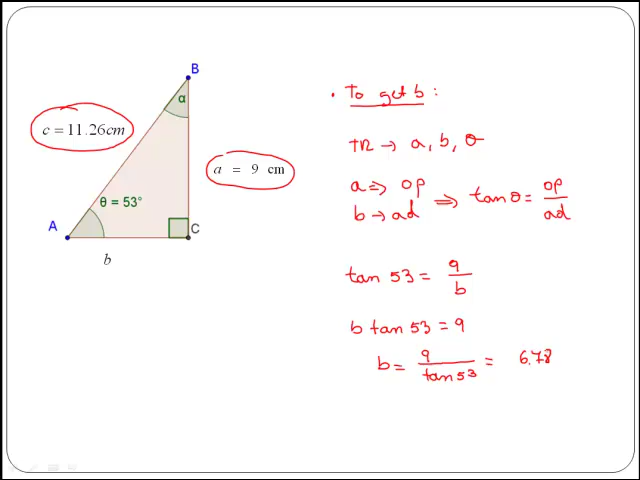 B
α
c = 11.26cm
a = 9 cm
θ = 53°
A
C
b
• To get b :
TR → a, b, θ
a ⇒ op
b → ad ⇒ tan θ = op/ad
tan 53 = 9/b
b tan 53 = 9
b = 9/tan 53 = 6.78